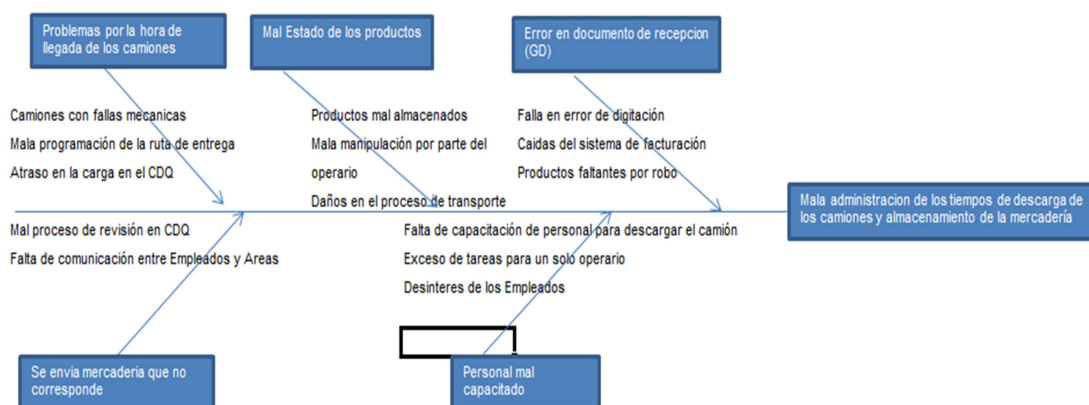 Problemas por la hora de
llegada de los camiones
Mal Estado de los productos
Error en documento de recepcion
(GD)
Camiones con fallas mecanicas
Mala programación de la ruta de entrega
Atraso en la carga en el CDQ
Productos mal almacenados
Mala manipulación por parte del
operario
Daños en el proceso de transporte
Falla en error de digitación
Caidas del sistema de facturación
Productos faltantes por robo
Mala administracion de los tiempos de descarga de
los camiones y almacenamiento de la mercadería
Mal proceso de revisión en CDQ
Falta de comunicación entre Empleados y Areas
Falta de capacitación de personal para descargar el camión
Exceso de tareas para un solo operario
Desinteres de los Empleados
Se envia mercaderia que no
corresponde
Personal mal
capacitado